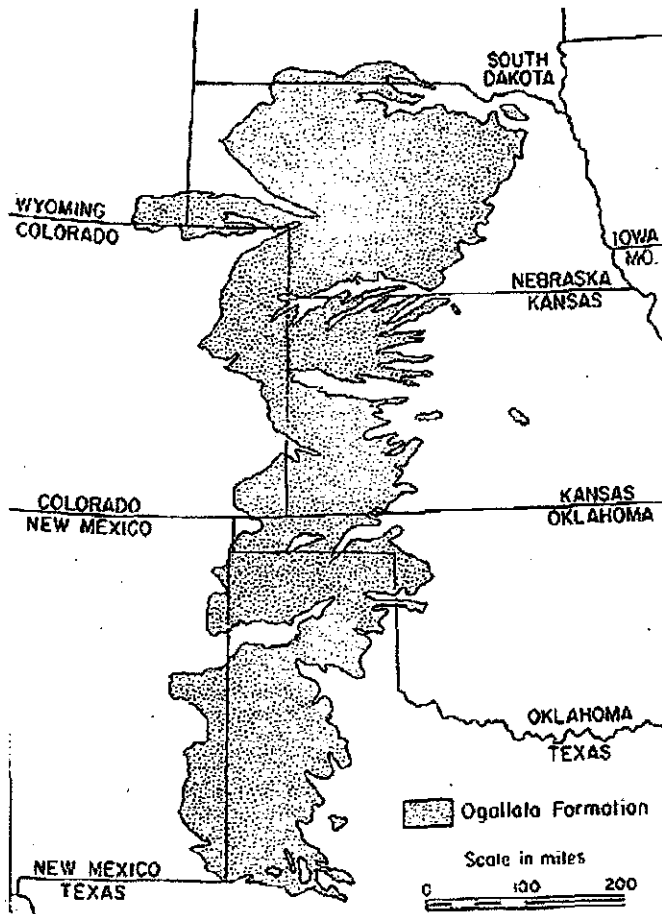 SOUTH
DAKOTA
WYOMING
COLORADO
IOWA
MO.
NEBRASKA
KANSAS
COLORADO
NEW MEXICO
KANSAS
OKLAHOMA
OKLAHOMA
TEXAS
Ogallala Formation
NEW MEXICO
TEXAS
Scale in miles
0 100 200